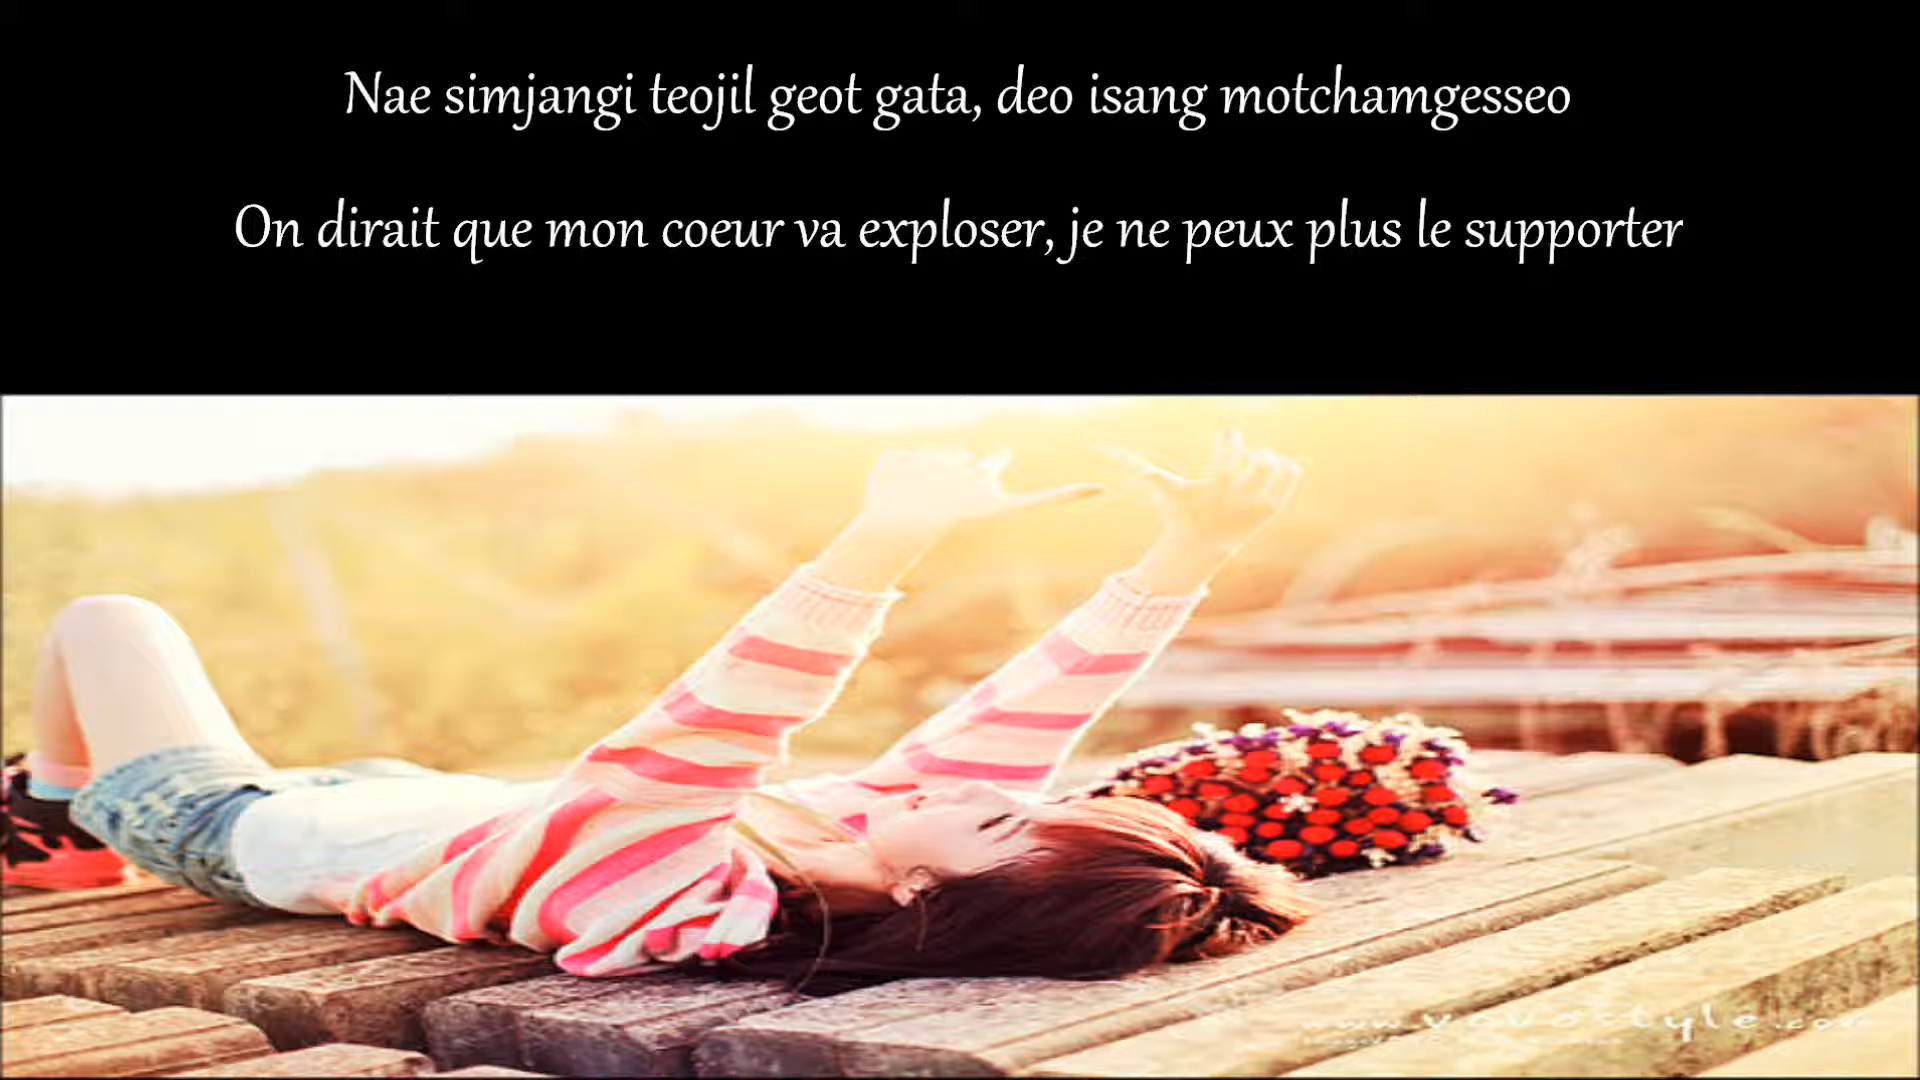 Nae simjangi teojil geot gata, deo isang motchamgesseo
On dirait que mon coeur va exploser, je ne peux plus le supporter